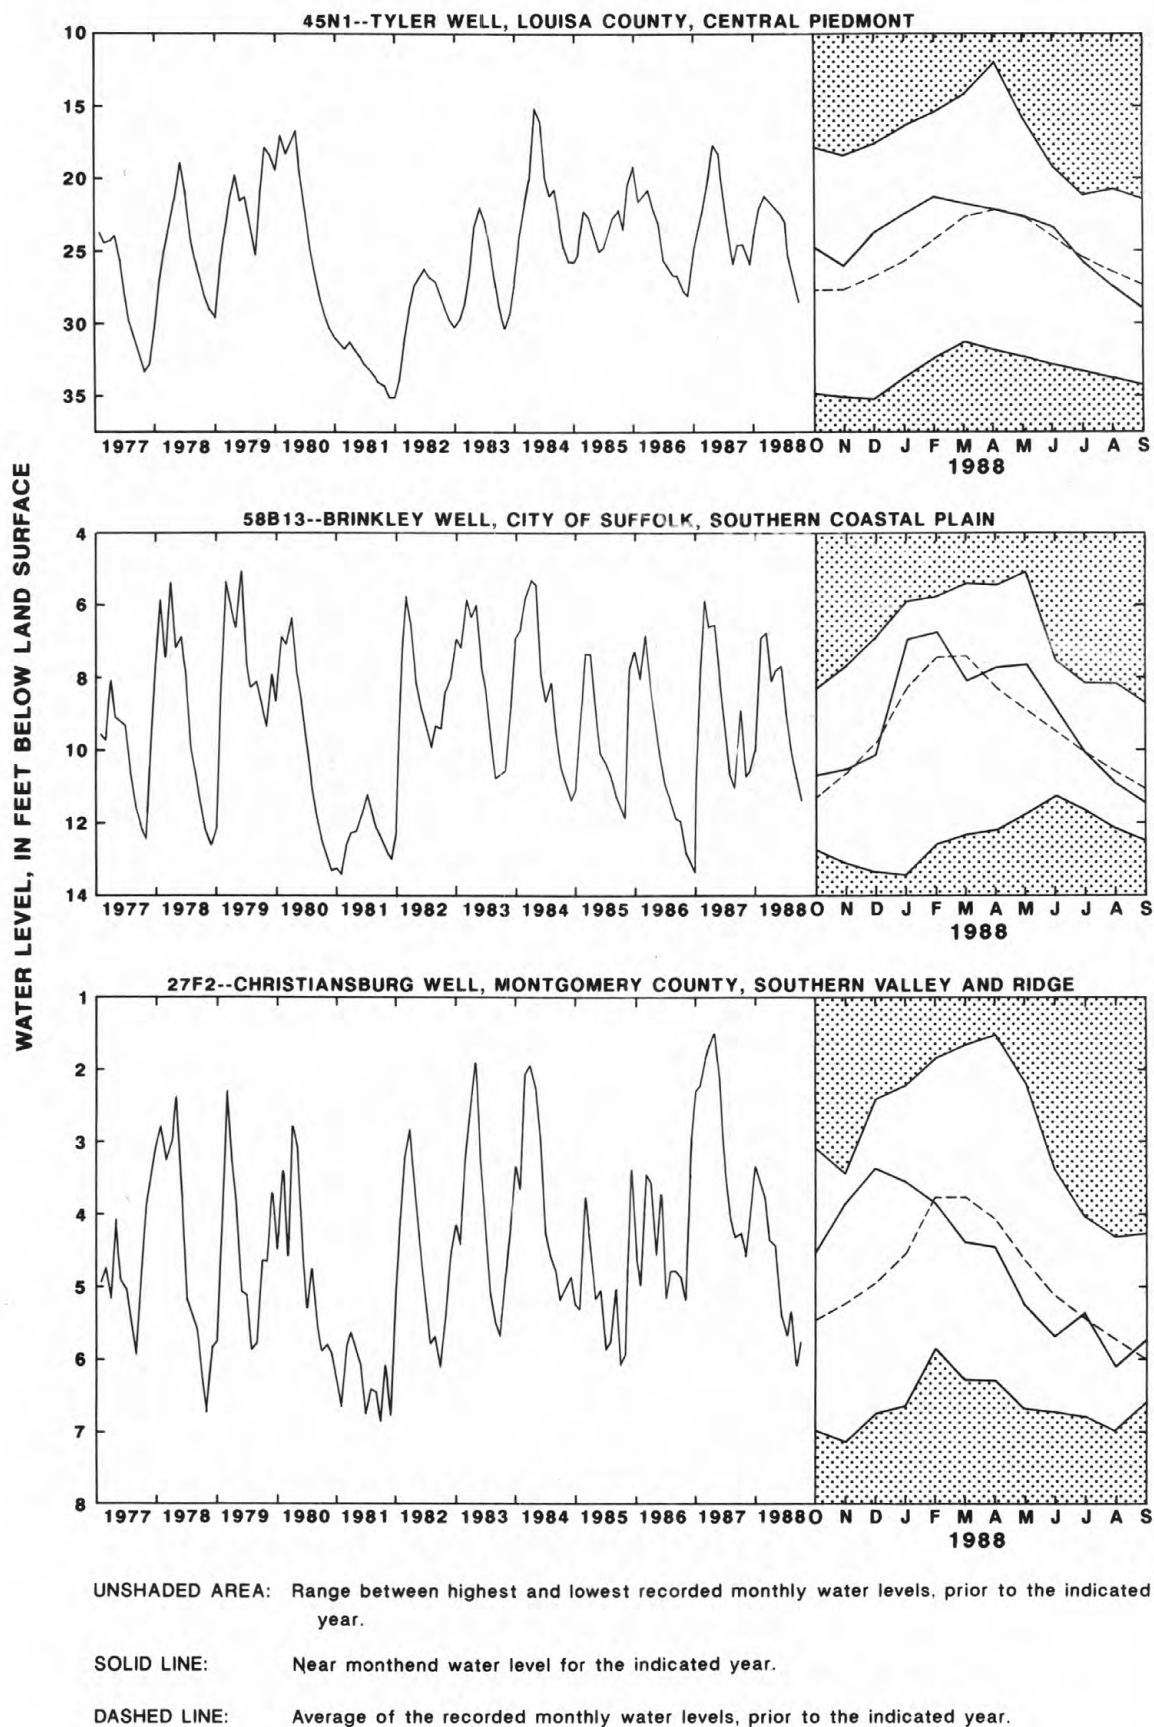 45N1--TYLER WELL, LOUISA COUNTY, CENTRAL PIEDMONT
10
15
20
25
30
35
1977 1978 1979 1980 1981 1982 1983 1984 1985 1986 1987 1988
O N D J F M A M J J A S
1988
WATER LEVEL, IN FEET BELOW LAND SURFACE
58B13--BRINKLEY WELL, CITY OF SUFFOLK, SOUTHERN COASTAL PLAIN
4
6
8
10
12
14
1977 1978 1979 1980 1981 1982 1983 1984 1985 1986 1987 1988
O N D J F M A M J J A S
1988
27F2--CHRISTIANSBURG WELL, MONTGOMERY COUNTY, SOUTHERN VALLEY AND RIDGE
1
2
3
4
5
6
7
8
1977 1978 1979 1980 1981 1982 1983 1984 1985 1986 1987 1988
O N D J F M A M J J A S
1988
UNSHADED AREA: Range between highest and lowest recorded monthly water levels, prior to the indicated
year.
SOLID LINE: Near monthend water level for the indicated year.
DASHED LINE: Average of the recorded monthly water levels, prior to the indicated year.